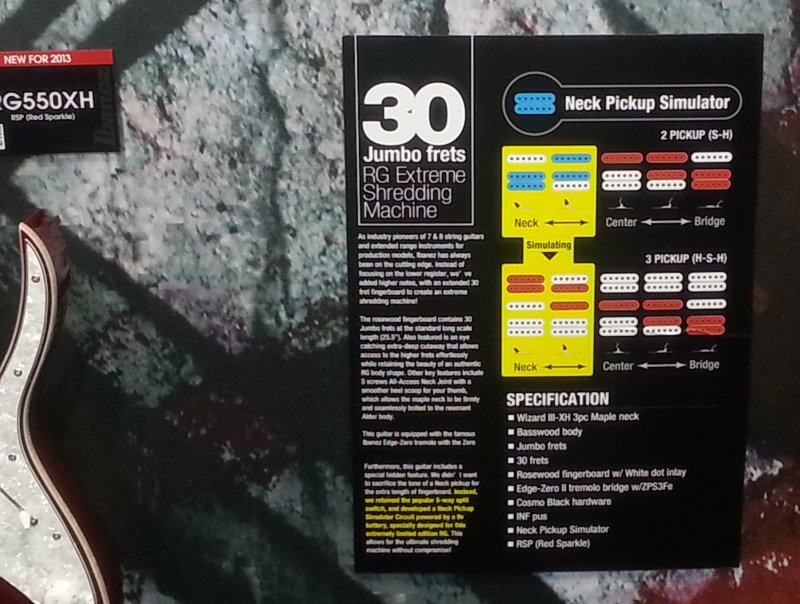 NEW FOR 2013
RG550XH
RSP (Red Sparkle)
30
Jumbo frets
RG Extreme
Shredding
Machine
As industry pioneers of 7 & 8 string guitars
and extended range instruments for
production models, Ibanez has always
been on the cutting edge. Instead of
focusing on the lower register, we've
added higher notes, with an extended 30
fret fingerboard to create an extreme
shredding machine!
The rosewood fingerboard contains 30
Jumbo frets at the standard long scale
length (25.5"). Also featured is an eye
catching extra-deep cutaway that allows
access to the higher frets effortlessly
while retaining the beauty of an authentic
RG body shape. Other key features include
5 screws All-Access Neck Joint with a
smoother heel scoop for your thumb,
which allows the maple neck to be firmly
and seamlessly bolted to the resonant
Alder body.
This guitar is equipped with the famous
Ibanez Edge-Zero tremolo with the Zero
Furthermore, this guitar includes a
special hidden feature. We didn't want
to sacrifice the tone of a Neck pickup for
the extra length of fingerboard. Instead,
we retained the popular 5-way split
switch, and developed a Neck Pickup
Simulator Circuit powered by a 9v
battery, specially designed for this
extremely limited edition RG. This
allows for the ultimate shredding
machine without compromise!
Neck Pickup Simulator
2 PICKUP (S-H)
Neck Center Bridge
Simulating
3 PICKUP (H-S-H)
Neck Center Bridge
SPECIFICATION
■ Wizard III-XH 3pc Maple neck
■ Basswood body
■ Jumbo frets
■ 30 frets
■ Rosewood fingerboard w/ White dot inlay
■ Edge-Zero II tremolo bridge w/ZPS3Fe
■ Cosmo Black hardware
■ INF pus
■ Neck Pickup Simulator
■ RSP (Red Sparkle)